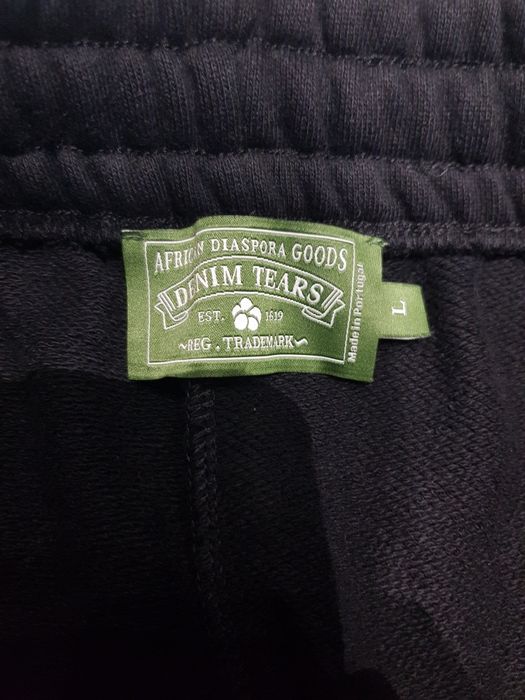 AFRICAN DIASPORA GOODS
DENIM TEARS
EST. 1619
~REG. TRADEMARK~
Made in Portugal
L